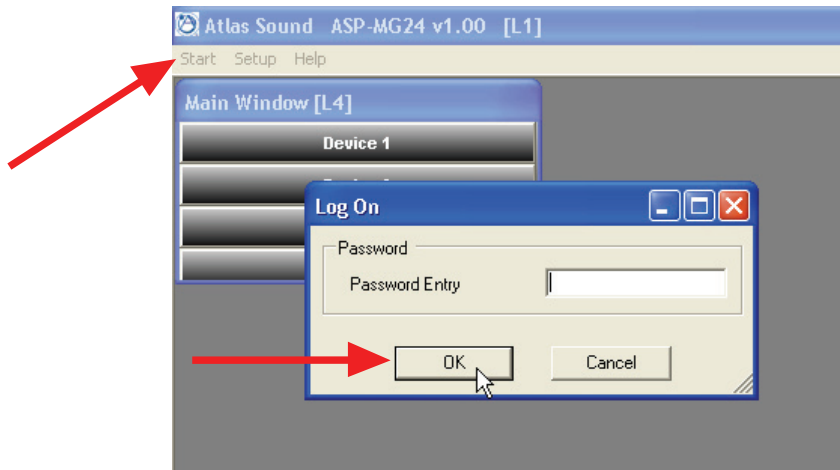 Atlas Sound ASP-MG24 v1.00 [L1]
Start Setup Help
Main Window [L4]
Device 1
Log On
Password
Password Entry
OK Cancel